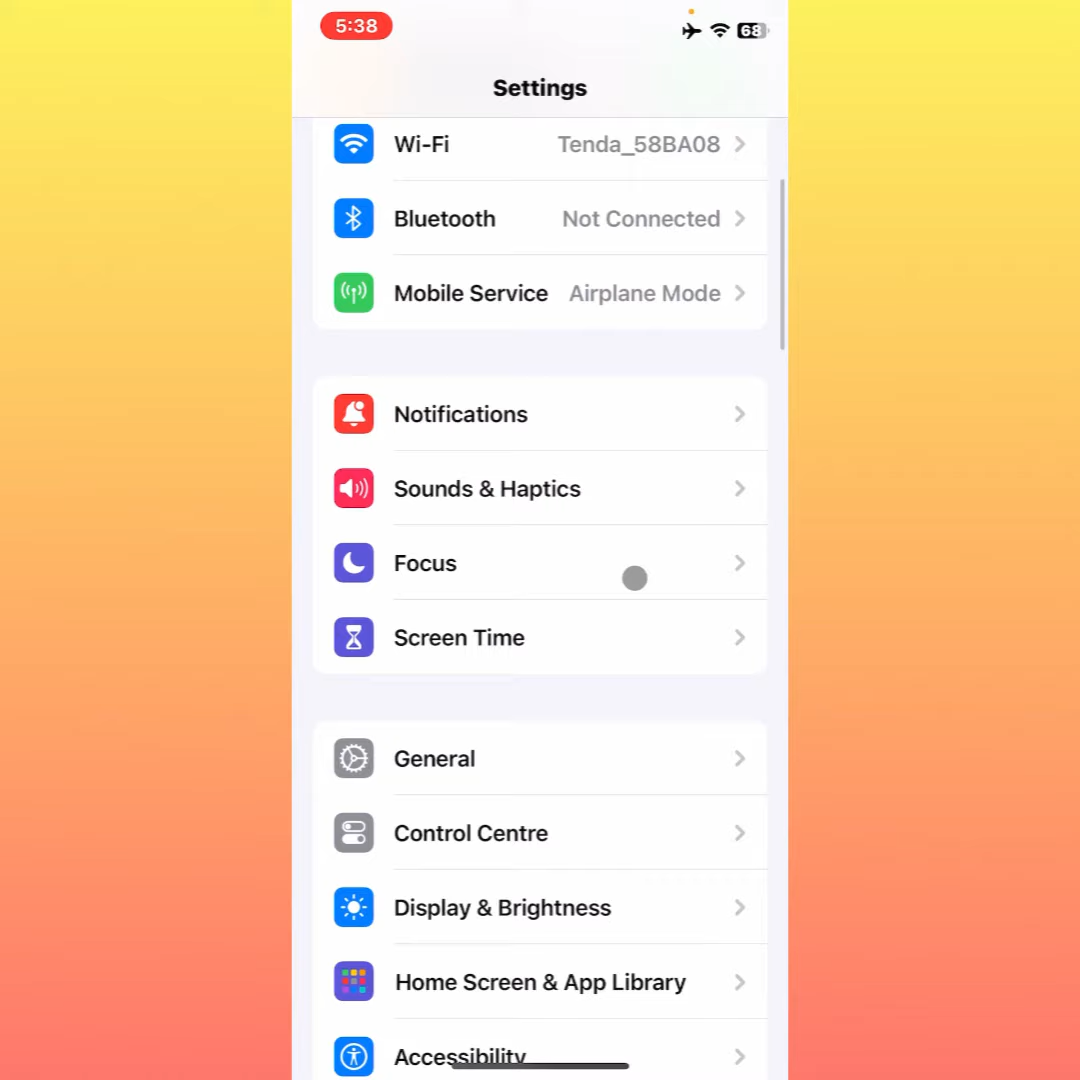 5:38
68
Settings
Wi-Fi Tenda_58BA08
Bluetooth Not Connected
Mobile Service Airplane Mode
Notifications
Sounds & Haptics
Focus
Screen Time
General
Control Centre
Display & Brightness
Home Screen & App Library
Accessibility